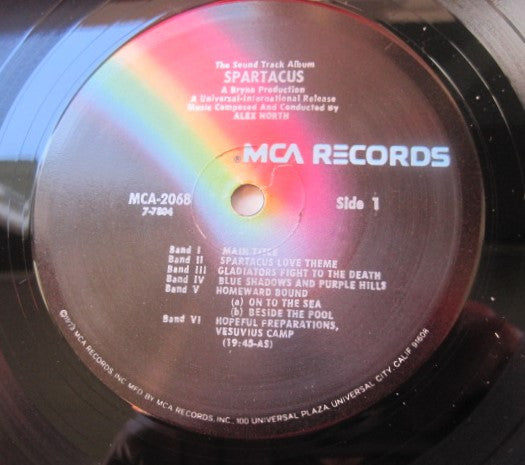 The Sound Track Album
SPARTACUS
A Bryna Production
A Universal-International Release
Music Composed and Conducted by
ALEX NORTH
MCA RECORDS
MCA-2068
7-7804
Side 1
Band I MAIN TITLE
Band II SPARTACUS LOVE THEME
Band III GLADIATORS FIGHT TO THE DEATH
Band IV BLUE SHADOWS AND PURPLE HILLS
Band V HOMEWARD BOUND
(a) ON TO THE SEA
(b) BESIDE THE POOL
Band VI HOPEFUL PREPARATIONS,
VESUVIUS CAMP
(19:45-AS)
©1973 MCA RECORDS, INC. MFG. BY MCA RECORDS, INC., 100 UNIVERSAL PLAZA, UNIVERSAL CITY, CALIF. 91608